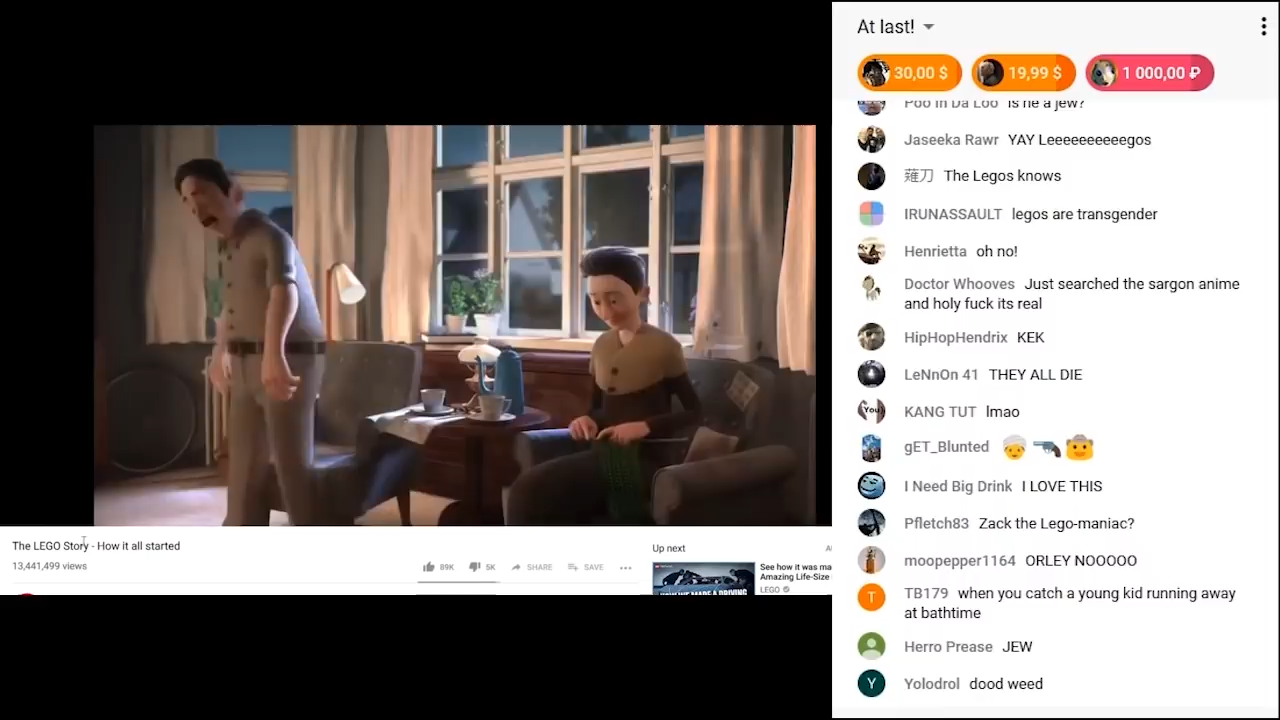 At last!
30,00 $
19,99 $
1 000,00 ₽
Poo In Da Loo is he a jew?
Jaseeka Rawr YAY Leeeeeeeeeegos
薙刀 The Legos knows
IRUNASSAULT legos are transgender
Henrietta oh no!
Doctor Whooves Just searched the sargon anime
and holy fuck its real
HipHopHendrix KEK
LeNnOn 41 THEY ALL DIE
KANG TUT lmao
You
gET_Blunted 👳🔫🤠
I Need Big Drink I LOVE THIS
Pfletch83 Zack the Lego-maniac?
moopepper1164 ORLEY NOOOOO
T
TB179 when you catch a young kid running away
at bathtime
Herro Prease JEW
Y
Yolodrol dood weed
The LEGO Story - How it all started
13,441,499 views
89K
5K
SHARE
SAVE
Up next
See how it was ma
Amazing Life-Size
LEGO
HOW WE MADE A DRIVING